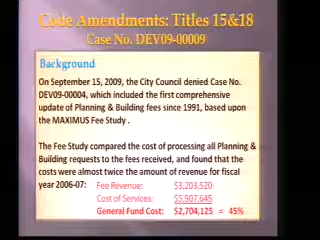 Code Amendments: Titles 15&18
Case No. DEV09-00009
Background
On September 15, 2009, the City Council denied Case No.
DEV09-00004, which included the first comprehensive
update of Planning & Building fees since 1991, based upon
the MAXIMUS Fee Study .
The Fee Study compared the cost of processing all Planning &
Building requests to the fees received, and found that the
costs were almost twice the amount of revenue for fiscal
year 2006-07: Fee Revenue: $3,203,520
Cost of Services: $5,907,645
General Fund Cost: $2,704,125 = 45%